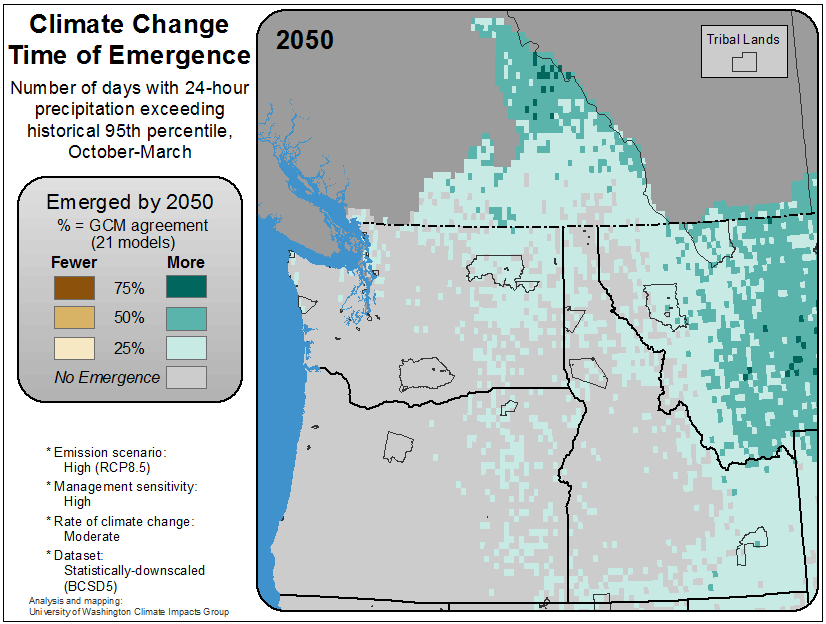 Climate Change
Time of Emergence
Number of days with 24-hour
precipitation exceeding
historical 95th percentile,
October-March
Emerged by 2050
% = GCM agreement
(21 models)
Fewer More
75%
50%
25%
No Emergence
* Emission scenario:
High (RCP8.5)
* Management sensitivity:
High
* Rate of climate change:
Moderate
* Dataset:
Statistically-downscaled
(BCSD5)
Analysis and mapping:
University of Washington Climate Impacts Group
2050
Tribal Lands